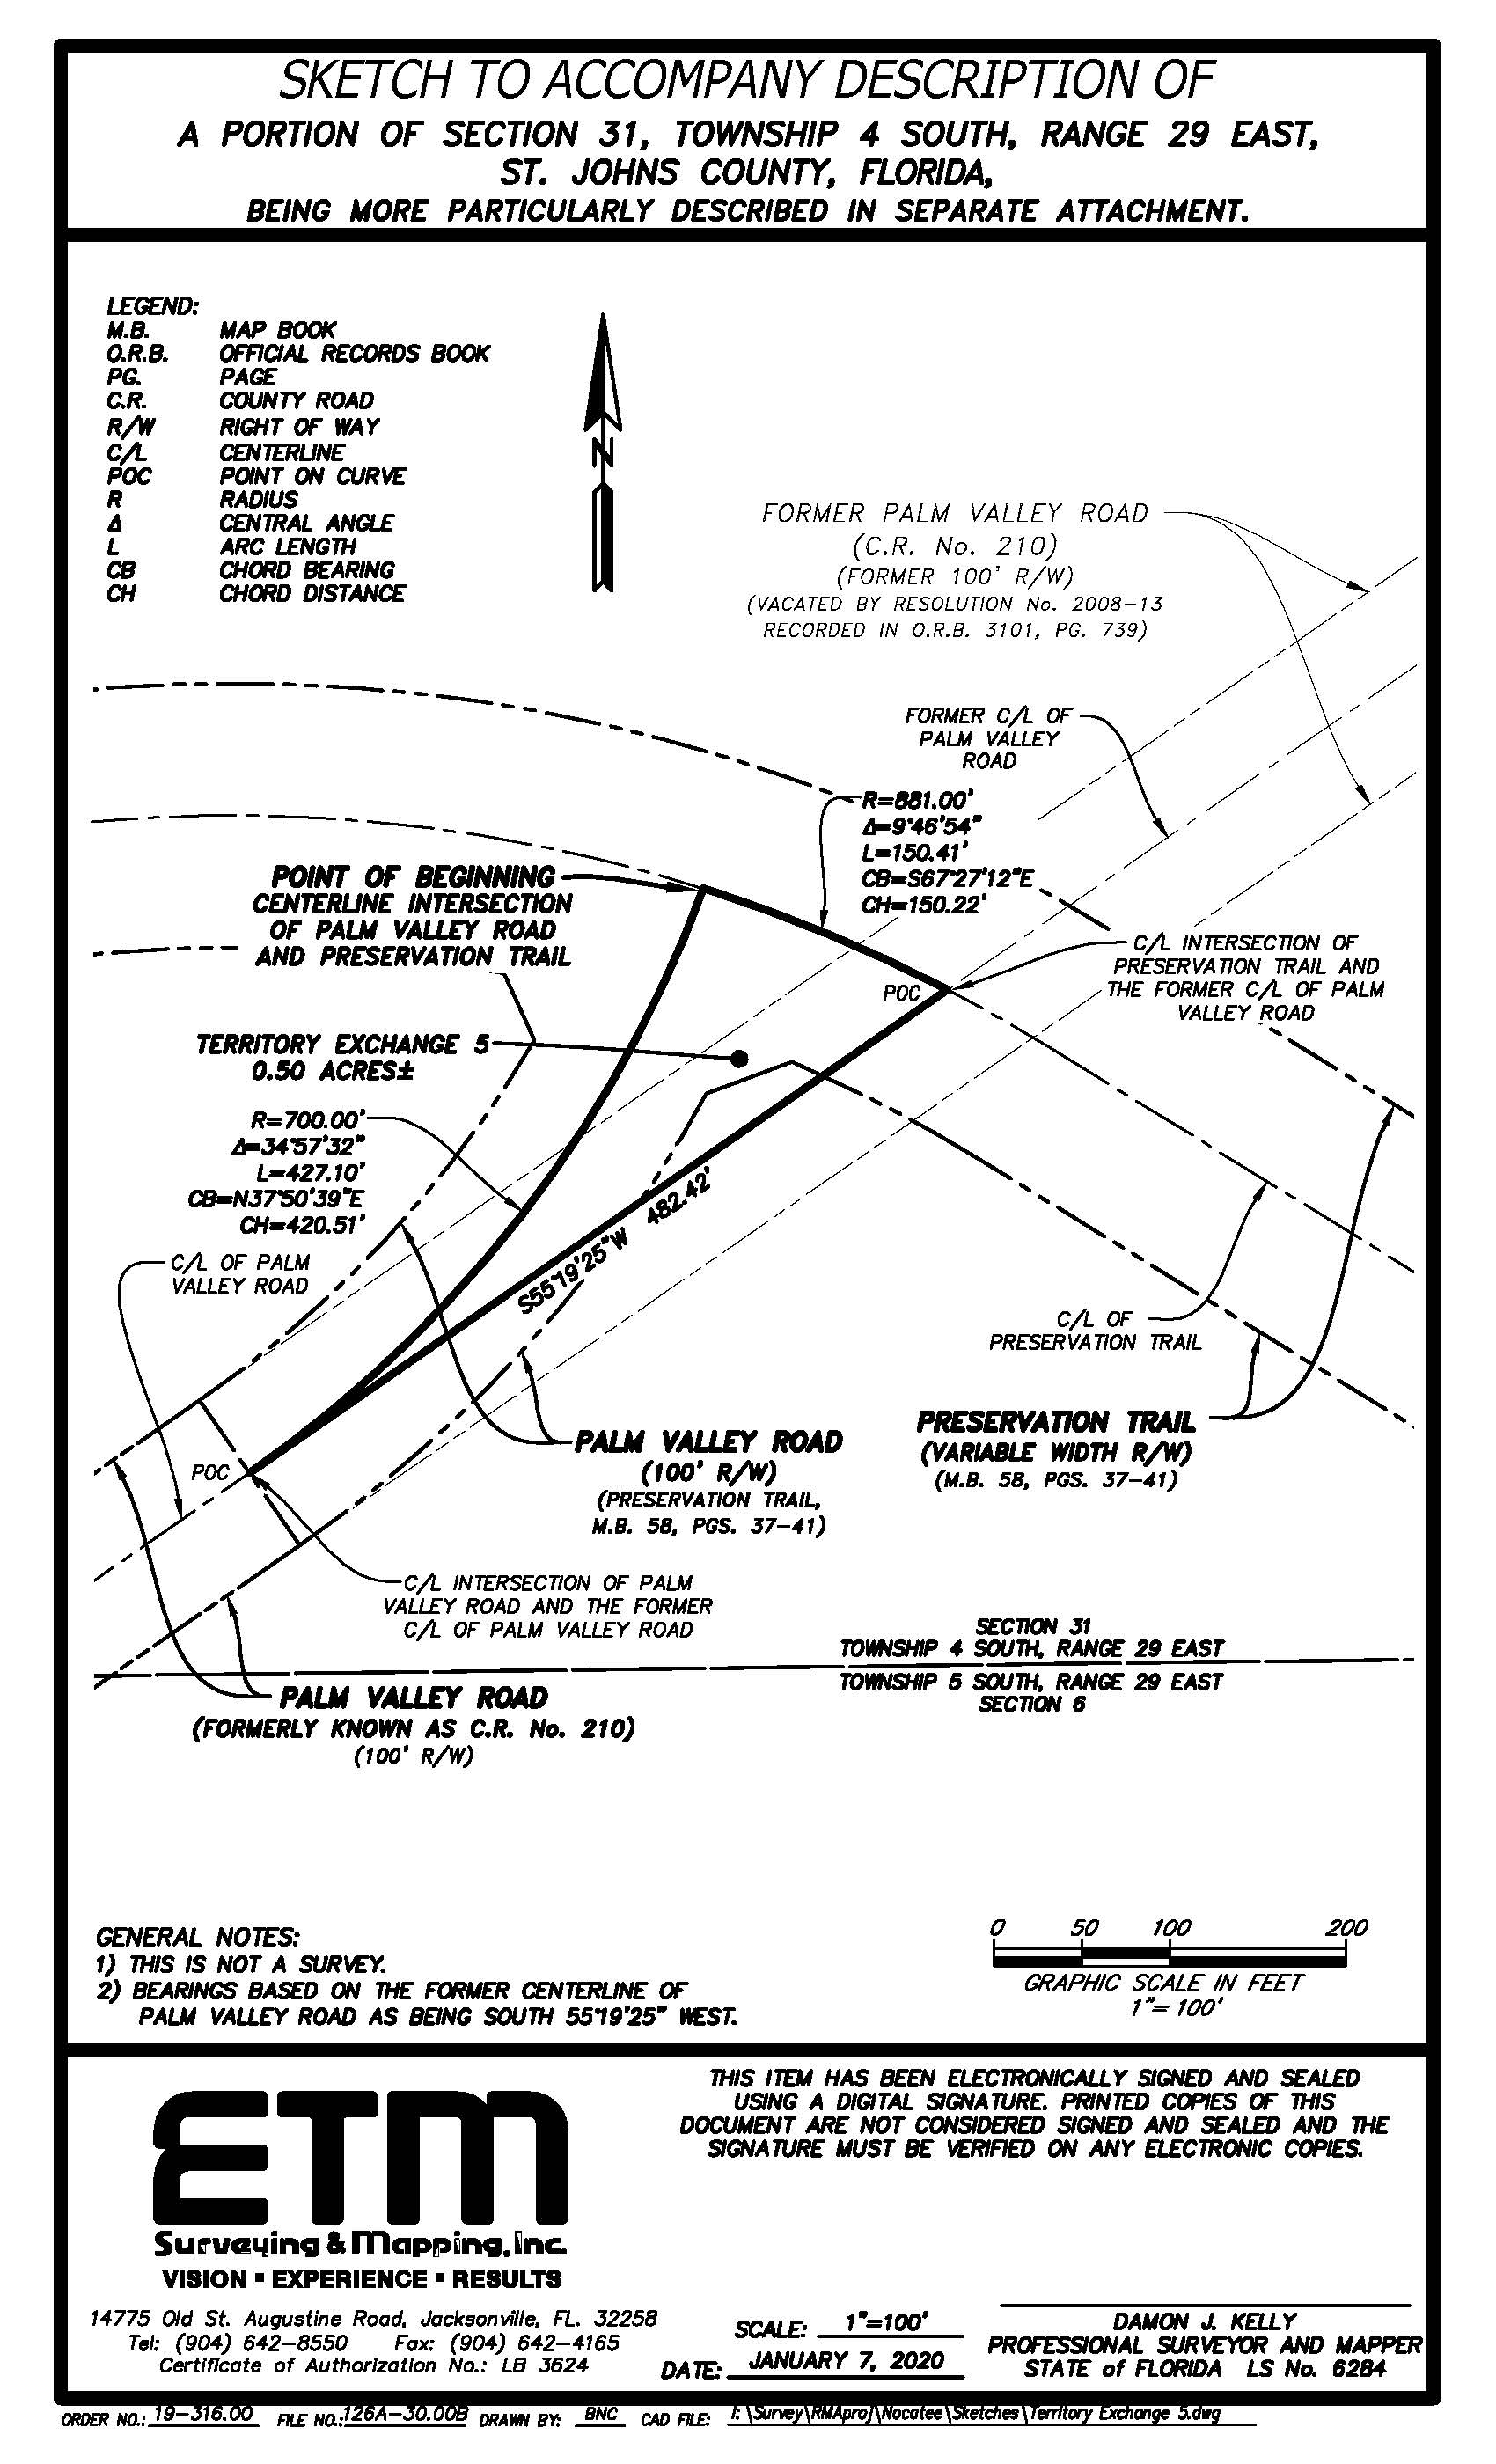 SKETCH TO ACCOMPANY DESCRIPTION OF
A PORTION OF SECTION 31, TOWNSHIP 4 SOUTH, RANGE 29 EAST,
ST. JOHNS COUNTY, FLORIDA,
BEING MORE PARTICULARLY DESCRIBED IN SEPARATE ATTACHMENT.
LEGEND:
M.B. MAP BOOK
O.R.B. OFFICIAL RECORDS BOOK
PG. PAGE
C.R. COUNTY ROAD
R/W RIGHT OF WAY
C/L CENTERLINE
POC POINT ON CURVE
R RADIUS
Δ CENTRAL ANGLE
L ARC LENGTH
CB CHORD BEARING
CH CHORD DISTANCE
N
FORMER PALM VALLEY ROAD
(C.R. No. 210)
(FORMER 100' R/W)
(VACATED BY RESOLUTION No. 2008-13
RECORDED IN O.R.B. 3101, PG. 739)
FORMER C/L OF
PALM VALLEY
ROAD
R=881.00'
Δ=9°46'54"
L=150.41'
CB=S67°27'12"E
CH=150.22'
POINT OF BEGINNING
CENTERLINE INTERSECTION
OF PALM VALLEY ROAD
AND PRESERVATION TRAIL
C/L INTERSECTION OF
PRESERVATION TRAIL AND
THE FORMER C/L OF PALM
VALLEY ROAD
POC
TERRITORY EXCHANGE 5
0.50 ACRES±
R=700.00'
Δ=34°57'32"
L=427.10'
CB=N37°50'39"E
CH=420.51'
S55°19'25"W 482.42'
C/L OF PALM
VALLEY ROAD
C/L OF
PRESERVATION TRAIL
PRESERVATION TRAIL
(VARIABLE WIDTH R/W)
(M.B. 58, PGS. 37-41)
PALM VALLEY ROAD
(100' R/W)
(PRESERVATION TRAIL,
M.B. 58, PGS. 37-41)
POC
C/L INTERSECTION OF PALM
VALLEY ROAD AND THE FORMER
C/L OF PALM VALLEY ROAD
SECTION 31
TOWNSHIP 4 SOUTH, RANGE 29 EAST
TOWNSHIP 5 SOUTH, RANGE 29 EAST
SECTION 6
PALM VALLEY ROAD
(FORMERLY KNOWN AS C.R. No. 210)
(100' R/W)
GENERAL NOTES:
1) THIS IS NOT A SURVEY.
2) BEARINGS BASED ON THE FORMER CENTERLINE OF
PALM VALLEY ROAD AS BEING SOUTH 55°19'25" WEST.
0 50 100 200
GRAPHIC SCALE IN FEET
1"= 100'
THIS ITEM HAS BEEN ELECTRONICALLY SIGNED AND SEALED
USING A DIGITAL SIGNATURE. PRINTED COPIES OF THIS
DOCUMENT ARE NOT CONSIDERED SIGNED AND SEALED AND THE
SIGNATURE MUST BE VERIFIED ON ANY ELECTRONIC COPIES.
ETM
Surveying & Mapping, Inc.
VISION ▪ EXPERIENCE ▪ RESULTS
14775 Old St. Augustine Road, Jacksonville, FL. 32258
Tel: (904) 642-8550 Fax: (904) 642-4165
Certificate of Authorization No.: LB 3624
SCALE: 1"=100'
DATE: JANUARY 7, 2020
DAMON J. KELLY
PROFESSIONAL SURVEYOR AND MAPPER
STATE of FLORIDA LS No. 6284
ORDER NO.: 19-316.00 FILE NO.: 126A-30.00B DRAWN BY: BNC CAD FILE: I:\Survey\RMAproj\Nocatee\Sketches\Territory Exchange 5.dwg